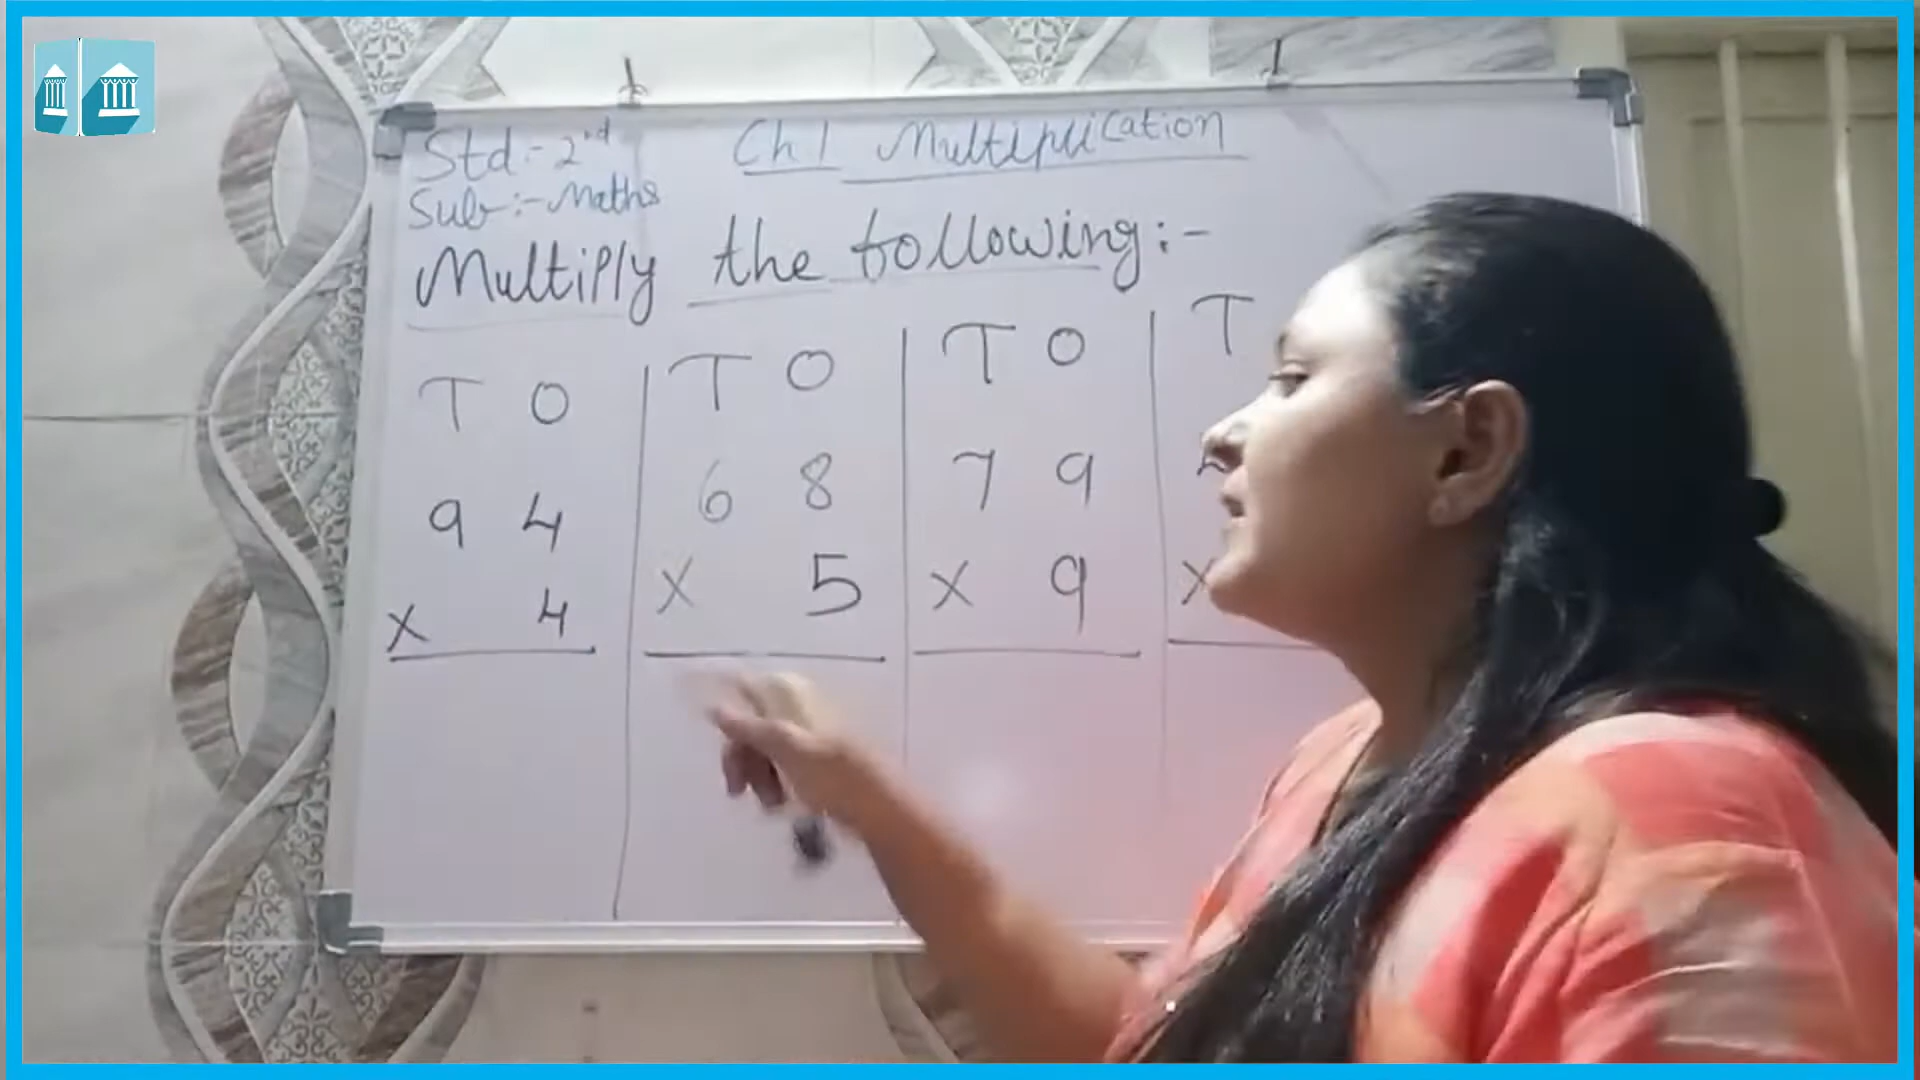 Std:- 2nd
Ch 1 Multiplication
Sub:- Maths
Multiply the following:-
T O
9 4
X 4
T O
6 8
X 5
T O
7 9
X 9
T
X